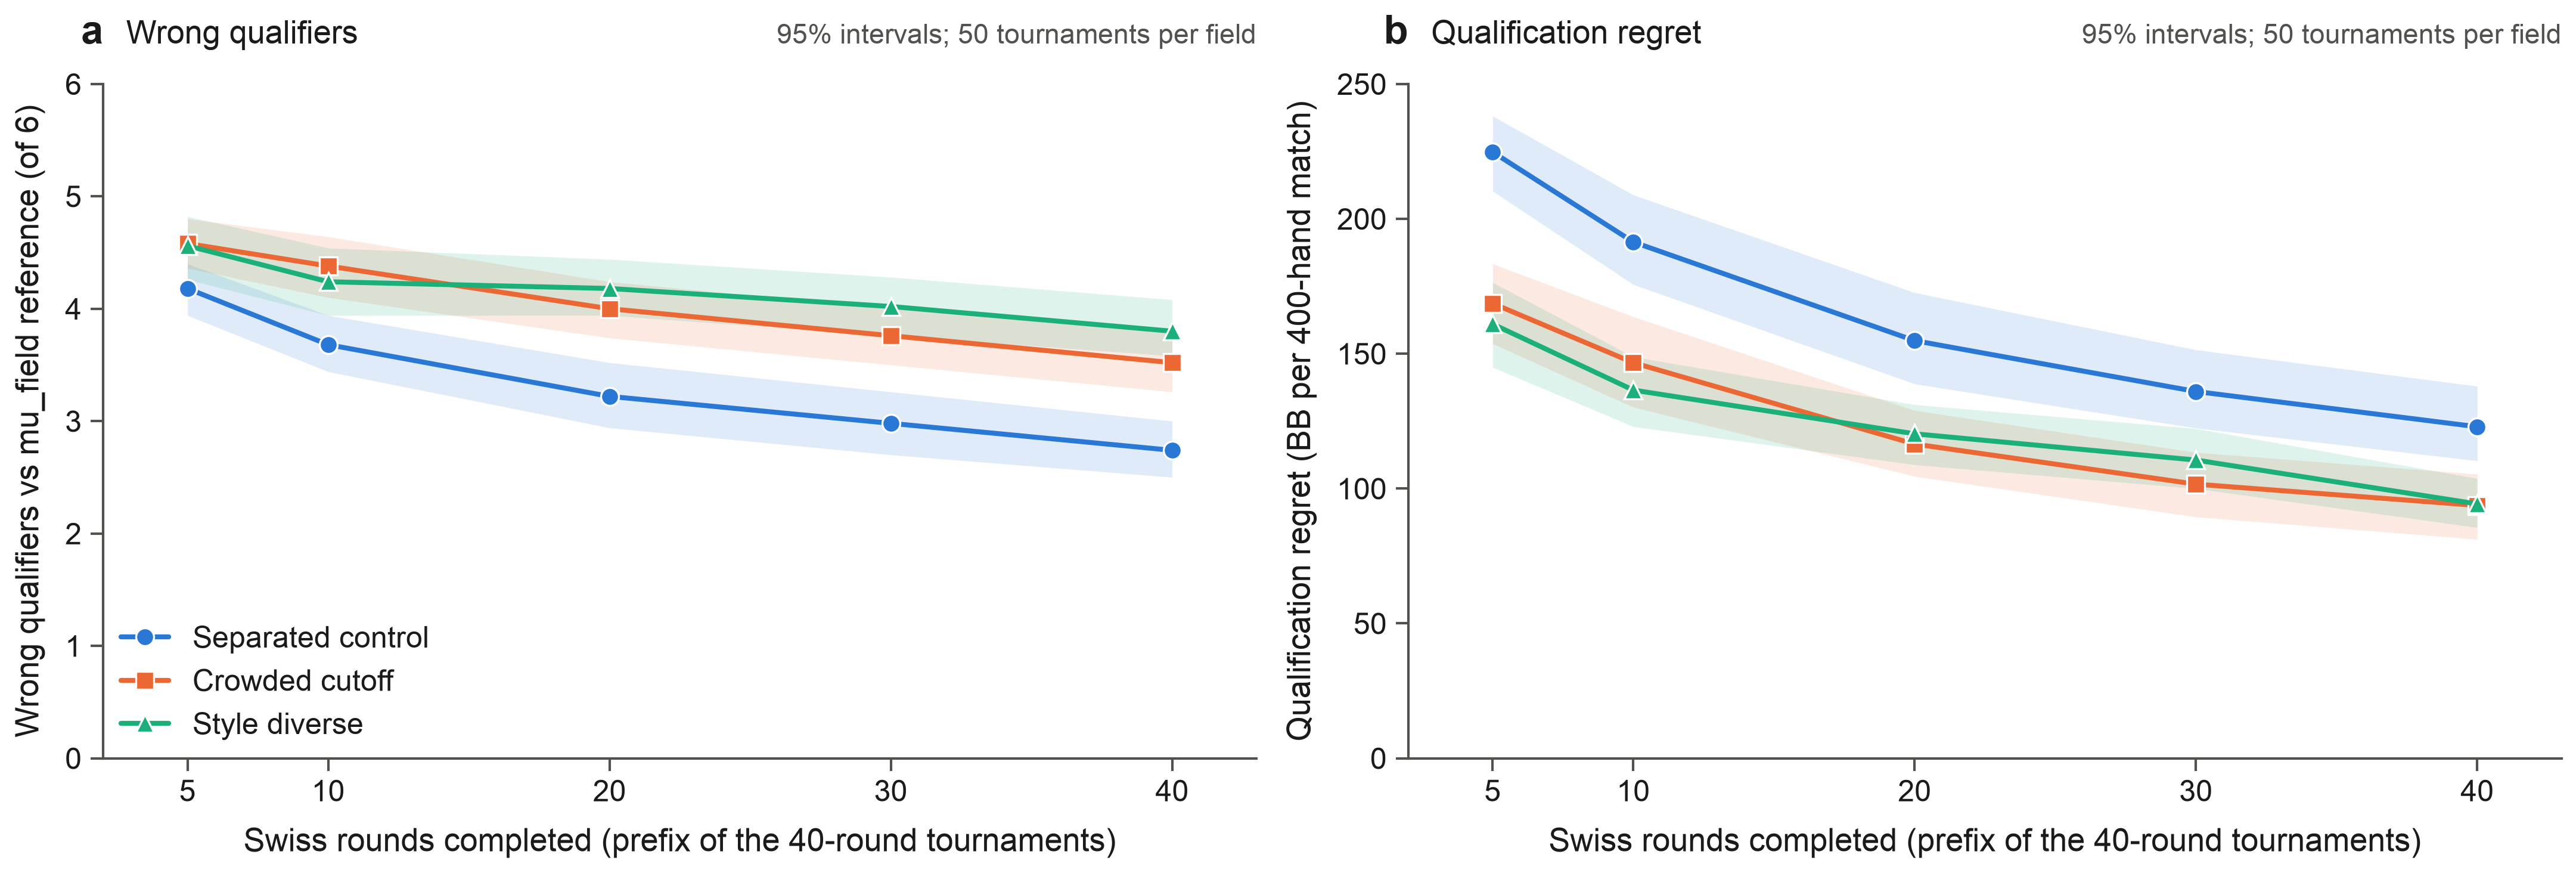 a Wrong qualifiers
95% intervals; 50 tournaments per field
Wrong qualifiers vs mu_field reference (of 6)
6
5
4
3
2
1
0
Separated control
Crowded cutoff
Style diverse
5 10 20 30 40
Swiss rounds completed (prefix of the 40-round tournaments)
b Qualification regret
95% intervals; 50 tournaments per field
Qualification regret (BB per 400-hand match)
250
200
150
100
50
0
5 10 20 30 40
Swiss rounds completed (prefix of the 40-round tournaments)